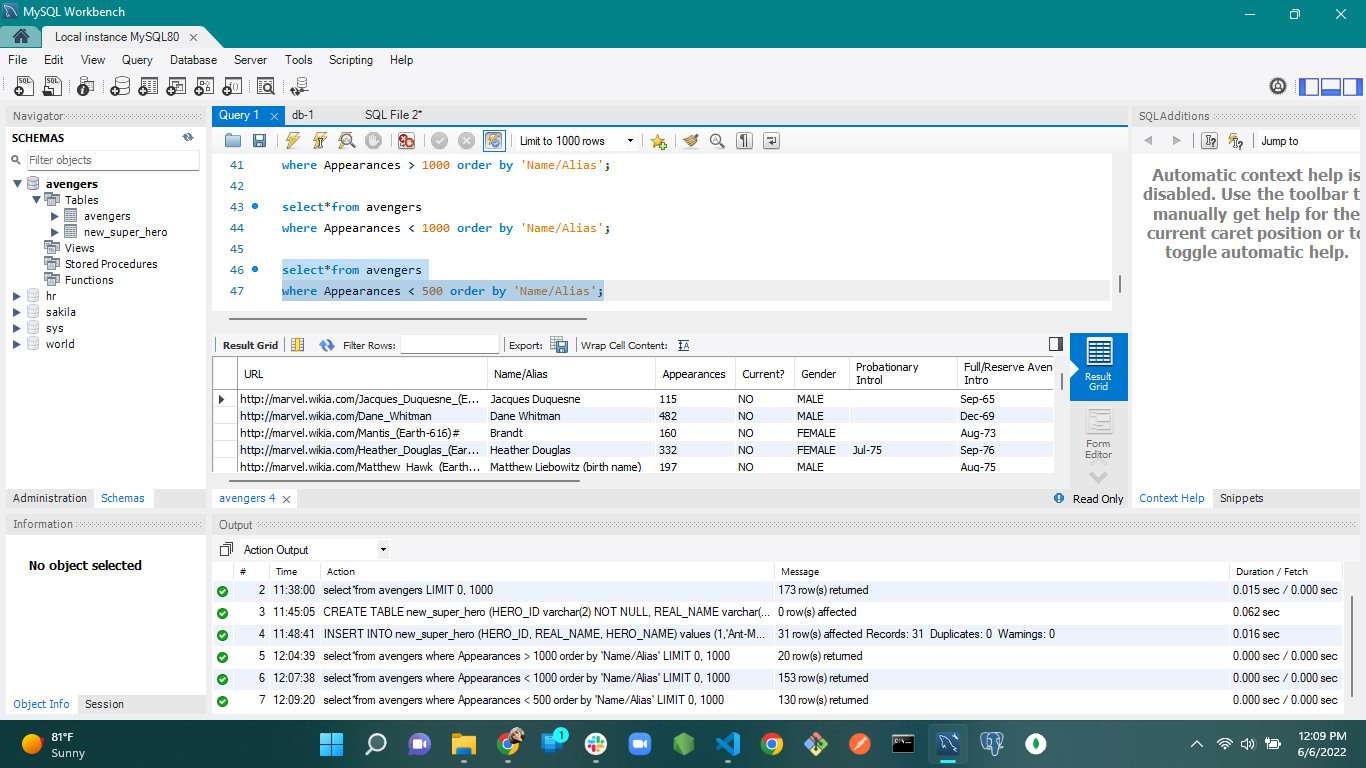 MySQL Workbench
Local instance MySQL80
File Edit View Query Database Server Tools Scripting Help
Navigator
SCHEMAS
Filter objects
avengers
Tables
avengers
new_super_hero
Views
Stored Procedures
Functions
hr
sakila
sys
world
Administration Schemas
Information
No object selected
Object Info Session
Query 1 db-1 SQL File 2*
Limit to 1000 rows
41 where Appearances > 1000 order by 'Name/Alias';
42
43 select*from avengers
44 where Appearances < 1000 order by 'Name/Alias';
45
46 select*from avengers
47 where Appearances < 500 order by 'Name/Alias';
Result Grid Filter Rows: Export: Wrap Cell Content:
URL Name/Alias Appearances Current? Gender Probationary Introl Full/Reserve Aven Intro
http://marvel.wikia.com/Jacques_Duquesne_(E... Jacques Duquesne 115 NO MALE Sep-65
http://marvel.wikia.com/Dane_Whitman Dane Whitman 482 NO MALE Dec-69
http://marvel.wikia.com/Mantis_(Earth-616)# Brandt 160 NO FEMALE Aug-73
http://marvel.wikia.com/Heather_Douglas_(Ear... Heather Douglas 332 NO FEMALE Jul-75 Sep-76
http://marvel.wikia.com/Matthew_Hawk_(Earth... Matthew Liebowitz (birth name) 197 NO MALE Aug-75
Result Grid
Form Editor
avengers 4
Read Only
SQLAdditions
Jump to
Automatic context help is
disabled. Use the toolbar t
manually get help for the
current caret position or to
toggle automatic help.
Context Help Snippets
Output
Action Output
# Time Action Message Duration / Fetch
2 11:38:00 select*from avengers LIMIT 0, 1000 173 row(s) returned 0.015 sec / 0.000 sec
3 11:45:05 CREATE TABLE new_super_hero (HERO_ID varchar(2) NOT NULL, REAL_NAME varchar(... 0 row(s) affected 0.062 sec
4 11:48:41 INSERT INTO new_super_hero (HERO_ID, REAL_NAME, HERO_NAME) values (1,'Ant-M... 31 row(s) affected Records: 31 Duplicates: 0 Warnings: 0 0.016 sec
5 12:04:39 select*from avengers where Appearances > 1000 order by 'Name/Alias' LIMIT 0, 1000 20 row(s) returned 0.000 sec / 0.000 sec
6 12:07:38 select*from avengers where Appearances < 1000 order by 'Name/Alias' LIMIT 0, 1000 153 row(s) returned 0.000 sec / 0.000 sec
7 12:09:20 select*from avengers where Appearances < 500 order by 'Name/Alias' LIMIT 0, 1000 130 row(s) returned 0.000 sec / 0.000 sec
81°F
Sunny
1
12:09 PM
6/6/2022